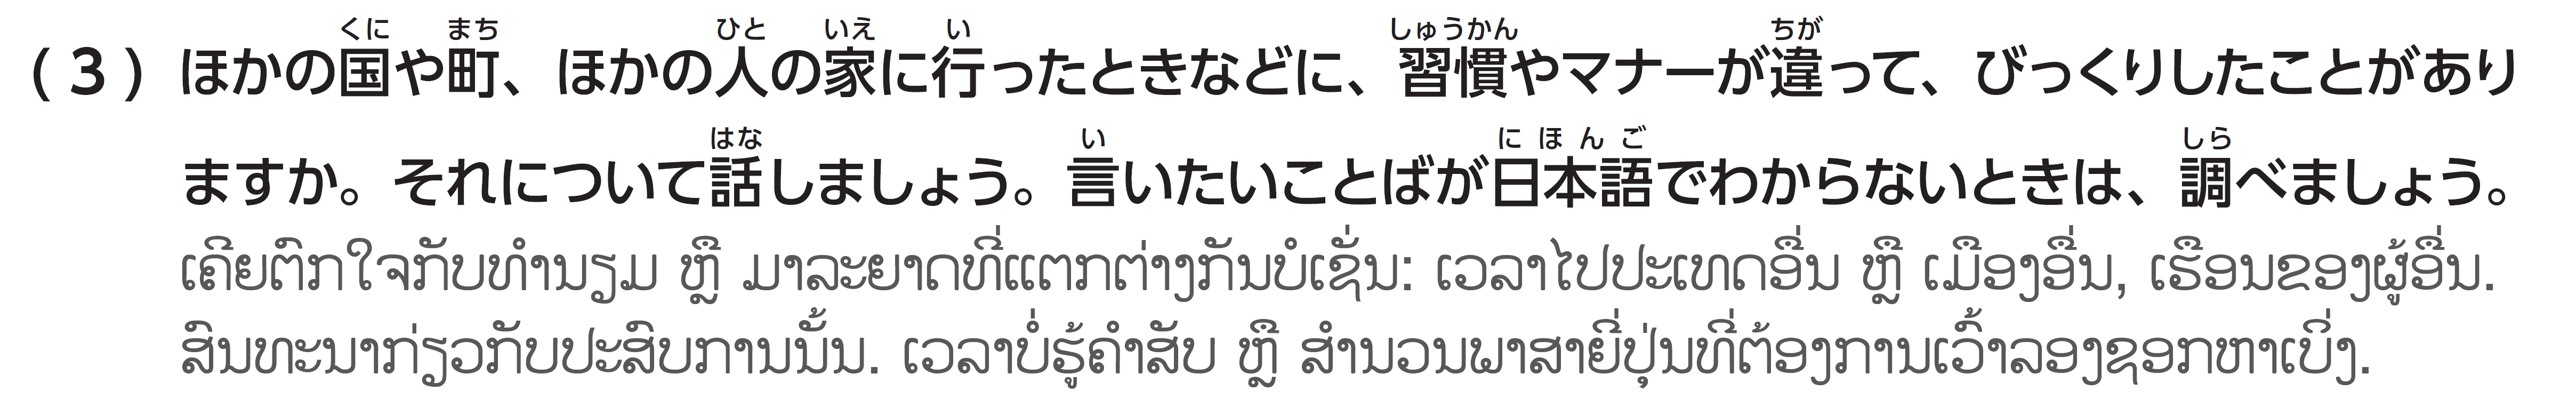 （3）ほかの国や町、ほかの人の家に行ったときなどに、習慣やマナーが違って、びっくりしたことがあり
ますか。それについて話しましょう。言いたいことばが日本語でわからないときは、調べましょう。
ເຄີຍຕົກໃຈກັບທຳນຽມ ຫຼື ມາລະຍາດທີ່ແຕກຕ່າງກັນບໍເຊັ່ນ: ເວລາໄປປະເທດອື່ນ ຫຼື ເມືອງອື່ນ, ເຮືອນຂອງຜູ້ອື່ນ.
ສົນທະນາກ່ຽວກັບປະສົບການນັ້ນ. ເວລາບໍ່ຮູ້ຄຳສັບ ຫຼື ສຳນວນພາສາຍີ່ປຸ່ນທີ່ຕ້ອງການເວົ້າລອງຊອກຫາເບິ່ງ.